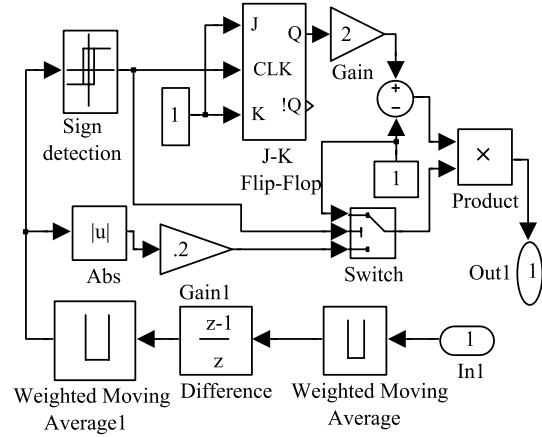 J
Q
2
Gain
CLK
1
K
!Q
+
−
Sign
detection
J-K
Flip-Flop
1
×
Product
|u|
Abs
.2
Gain1
Switch
Out1
1
z-1
z
1
In1
Weighted Moving
Average1
Difference
Weighted Moving
Average